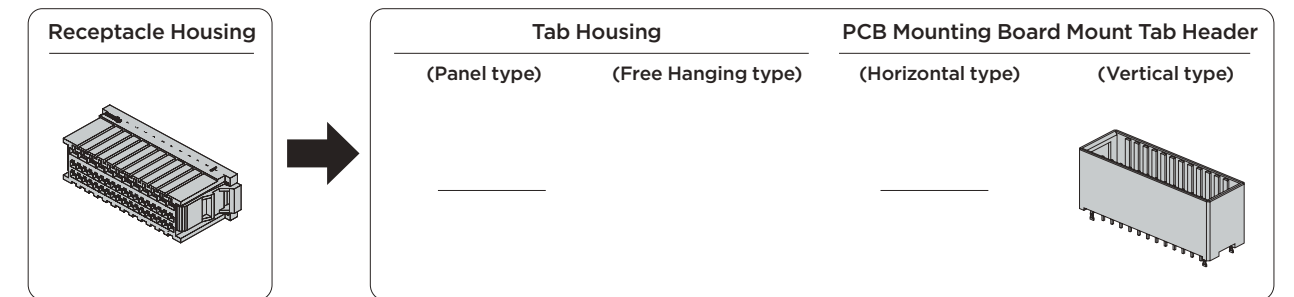 Receptacle Housing
Tab Housing
PCB Mounting Board Mount Tab Header
(Panel type)
(Free Hanging type)
(Horizontal type)
(Vertical type)